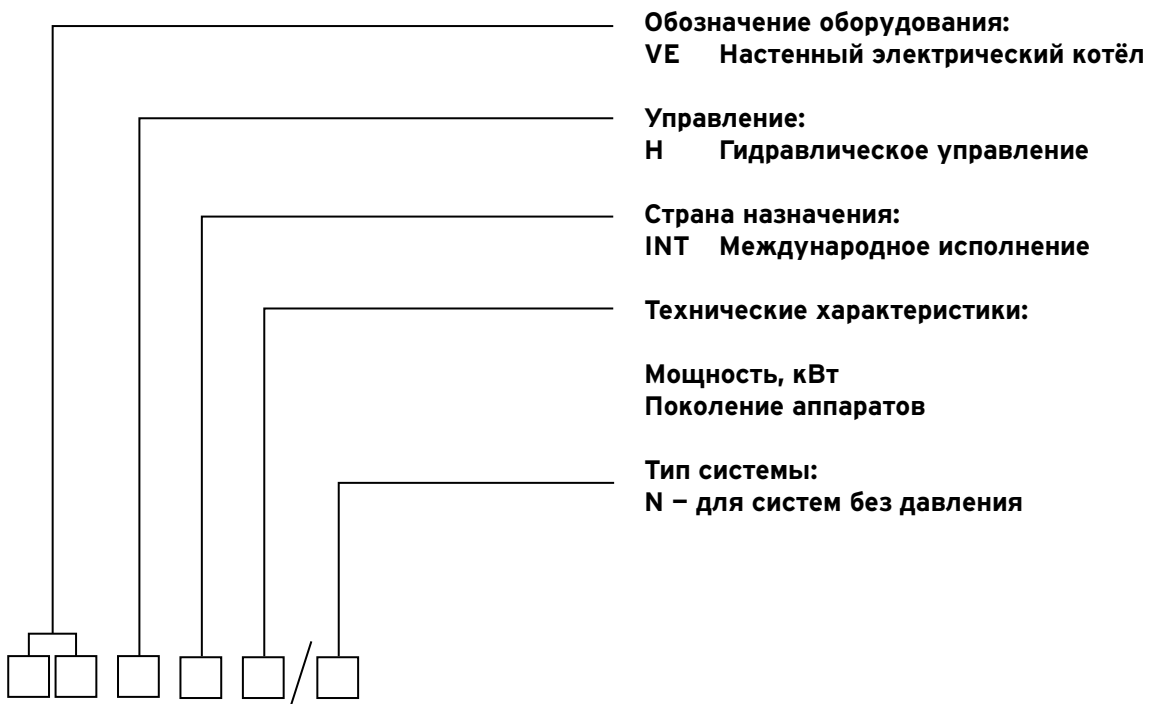 Обозначение оборудования:
VE Настенный электрический котёл
Управление:
H Гидравлическое управление
Страна назначения:
INT Международное исполнение
Технические характеристики:
Мощность, кВт
Поколение аппаратов
Тип системы:
N – для систем без давления
/